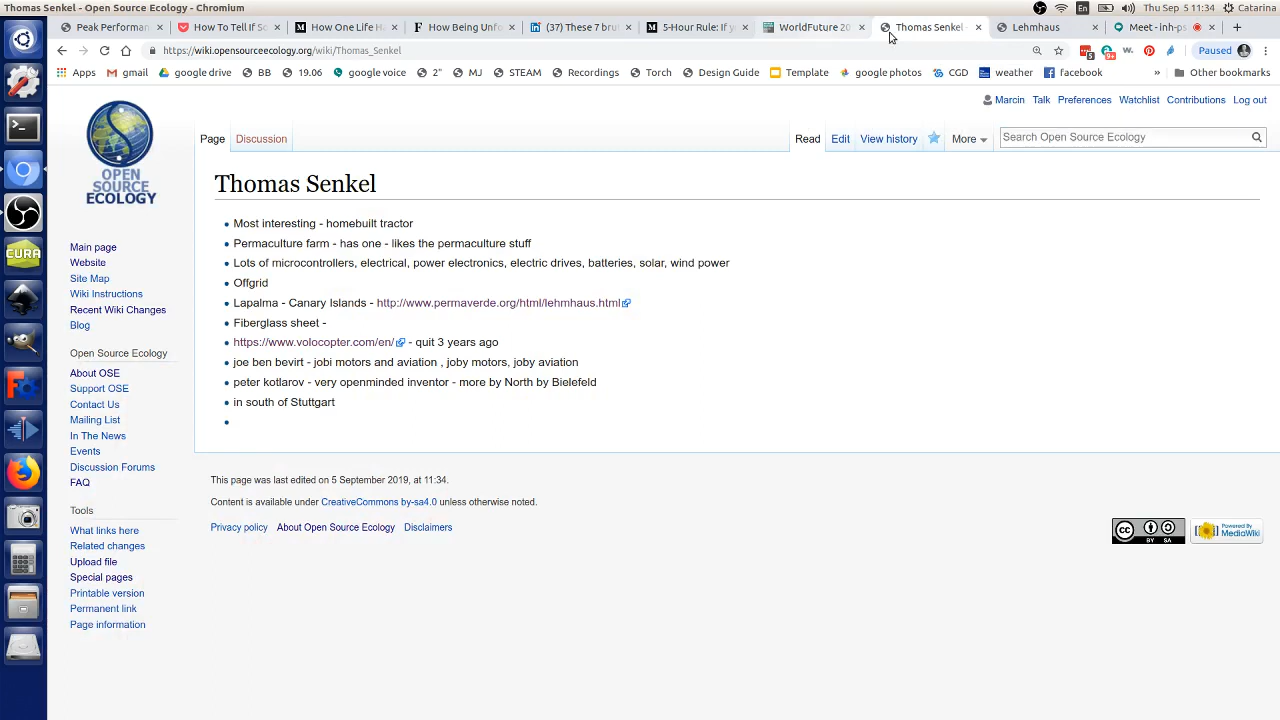 Thomas Senkel - Chromium
En
Thu Sep 5 11:34
Catarina
Peak Performan
How To Tell If So
How One Life Ha
How Being Unfo
(37) These 7 brut
5-Hour Rule: If y
WorldFuture 20
Thomas Senkel -
Lehmhaus
Meet - inh-ps
https://wiki.opensourceecology.org/wiki/Thomas_Senkel
Paused
Apps
gmail
google drive
BB
19.06
google voice
2"
MJ
STEAM
Recordings
Torch
Design Guide
Template
google photos
CGD
weather
facebook
»
Other bookmarks
Marcin
Talk
Preferences
Watchlist
Contributions
Log out
Page
Discussion
Read
Edit
View history
More
Search Open Source Ecology
OPEN
SOURCE
ECOLOGY
Main page
Website
Site Map
Wiki Instructions
Recent Wiki Changes
Blog
Open Source Ecology
About OSE
Support OSE
Contact Us
Mailing List
In The News
Events
Discussion Forums
FAQ
Tools
What links here
Related changes
Upload file
Special pages
Printable version
Permanent link
Page information
Thomas Senkel
Most interesting - homebuilt tractor
Permaculture farm - has one - likes the permaculture stuff
Lots of microcontrollers, electrical, power electronics, electric drives, batteries, solar, wind power
Offgrid
Lapalma - Canary Islands - http://www.permaverde.org/html/lehmhaus.html
Fiberglass sheet -
https://www.volocopter.com/en/ - quit 3 years ago
joe ben bevirt - jobi motors and aviation , joby motors, joby aviation
peter kotlarov - very openminded inventor - more by North by Bielefeld
in south of Stuttgart
This page was last edited on 5 September 2019, at 11:34.
Content is available under CreativeCommons by-sa4.0 unless otherwise noted.
Privacy policy
About Open Source Ecology
Disclaimers
CC BY SA
Powered By MediaWiki
CURA